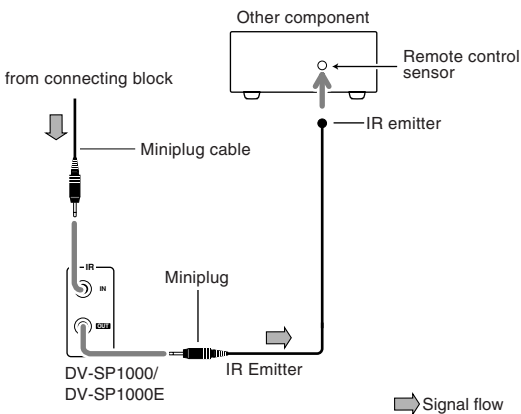 Other component
Remote control
sensor
from connecting block
IR emitter
Miniplug cable
IR
IN
Miniplug
OUT
IR Emitter
DV-SP1000/
DV-SP1000E
Signal flow